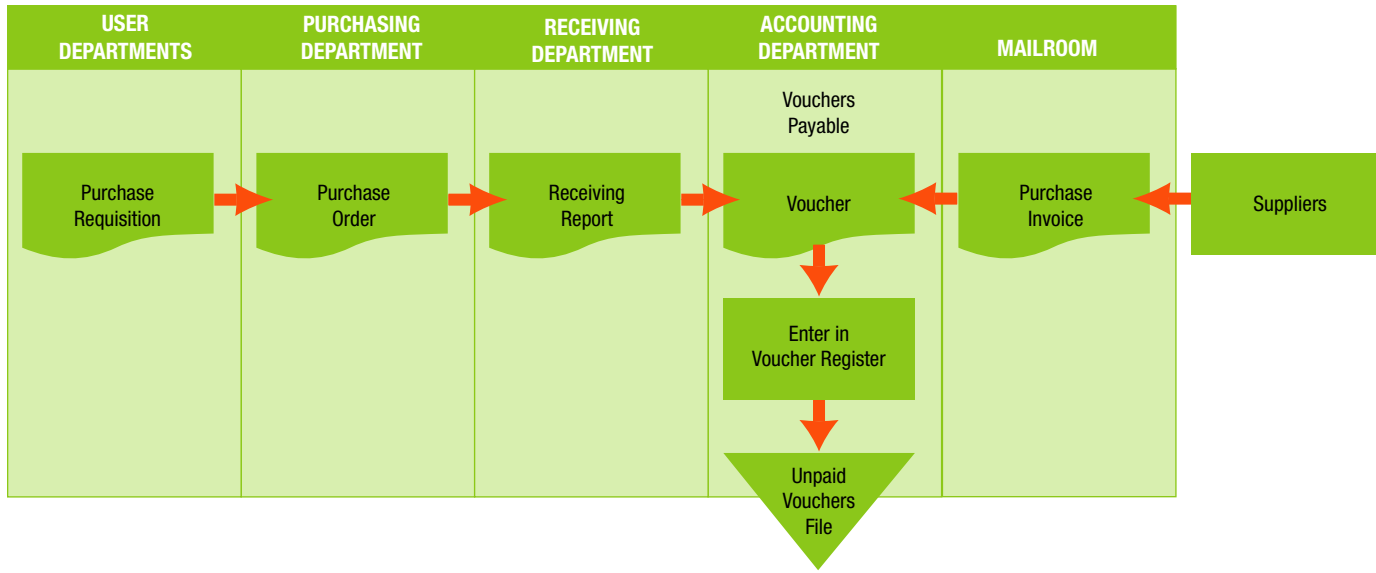 USER
DEPARTMENTS
PURCHASING
DEPARTMENT
RECEIVING
DEPARTMENT
ACCOUNTING
DEPARTMENT
MAILROOM
Vouchers
Payable
Purchase
Requisition
Purchase
Order
Receiving
Report
Voucher
Purchase
Invoice
Suppliers
Enter in
Voucher Register
Unpaid
Vouchers
File